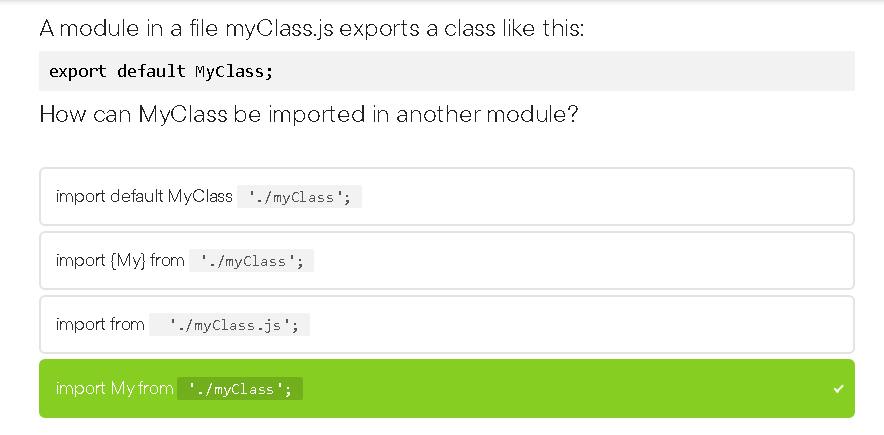 A module in a file myClass.js exports a class like this:
export default MyClass;
How can MyClass be imported in another module?
import default MyClass './myClass';
import {My} from './myClass';
import from './myClass.js';
import My from './myClass';